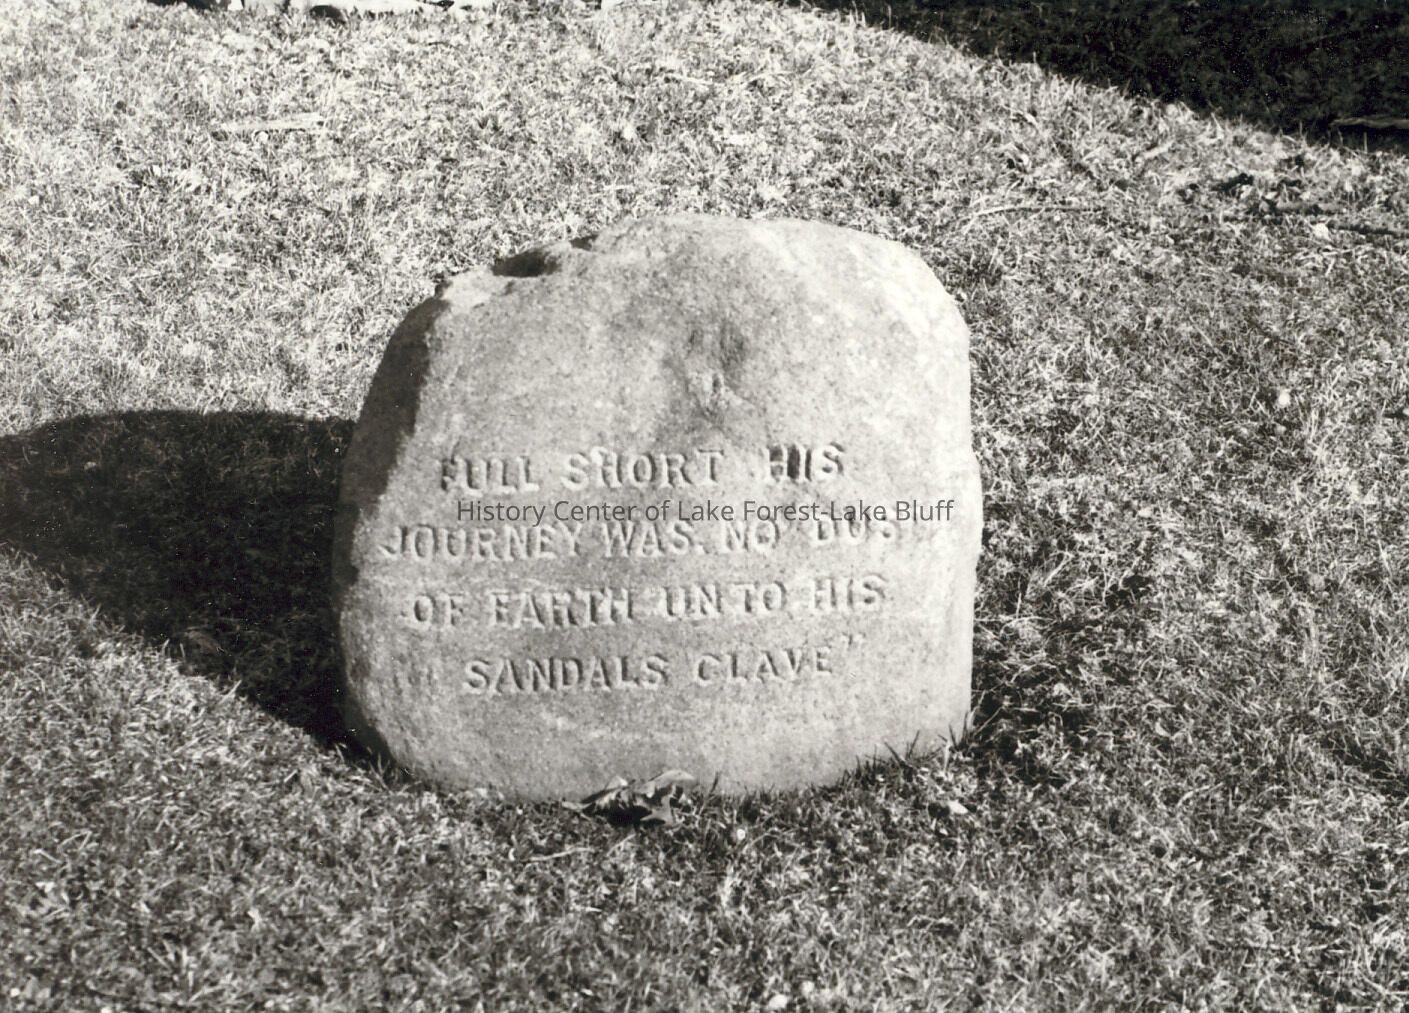 FULL SHORT HIS
History Center of Lake Forest-Lake Bluff
JOURNEY WAS. NO DUST
OF EARTH UNTO HIS
SANDALS CLAVE"